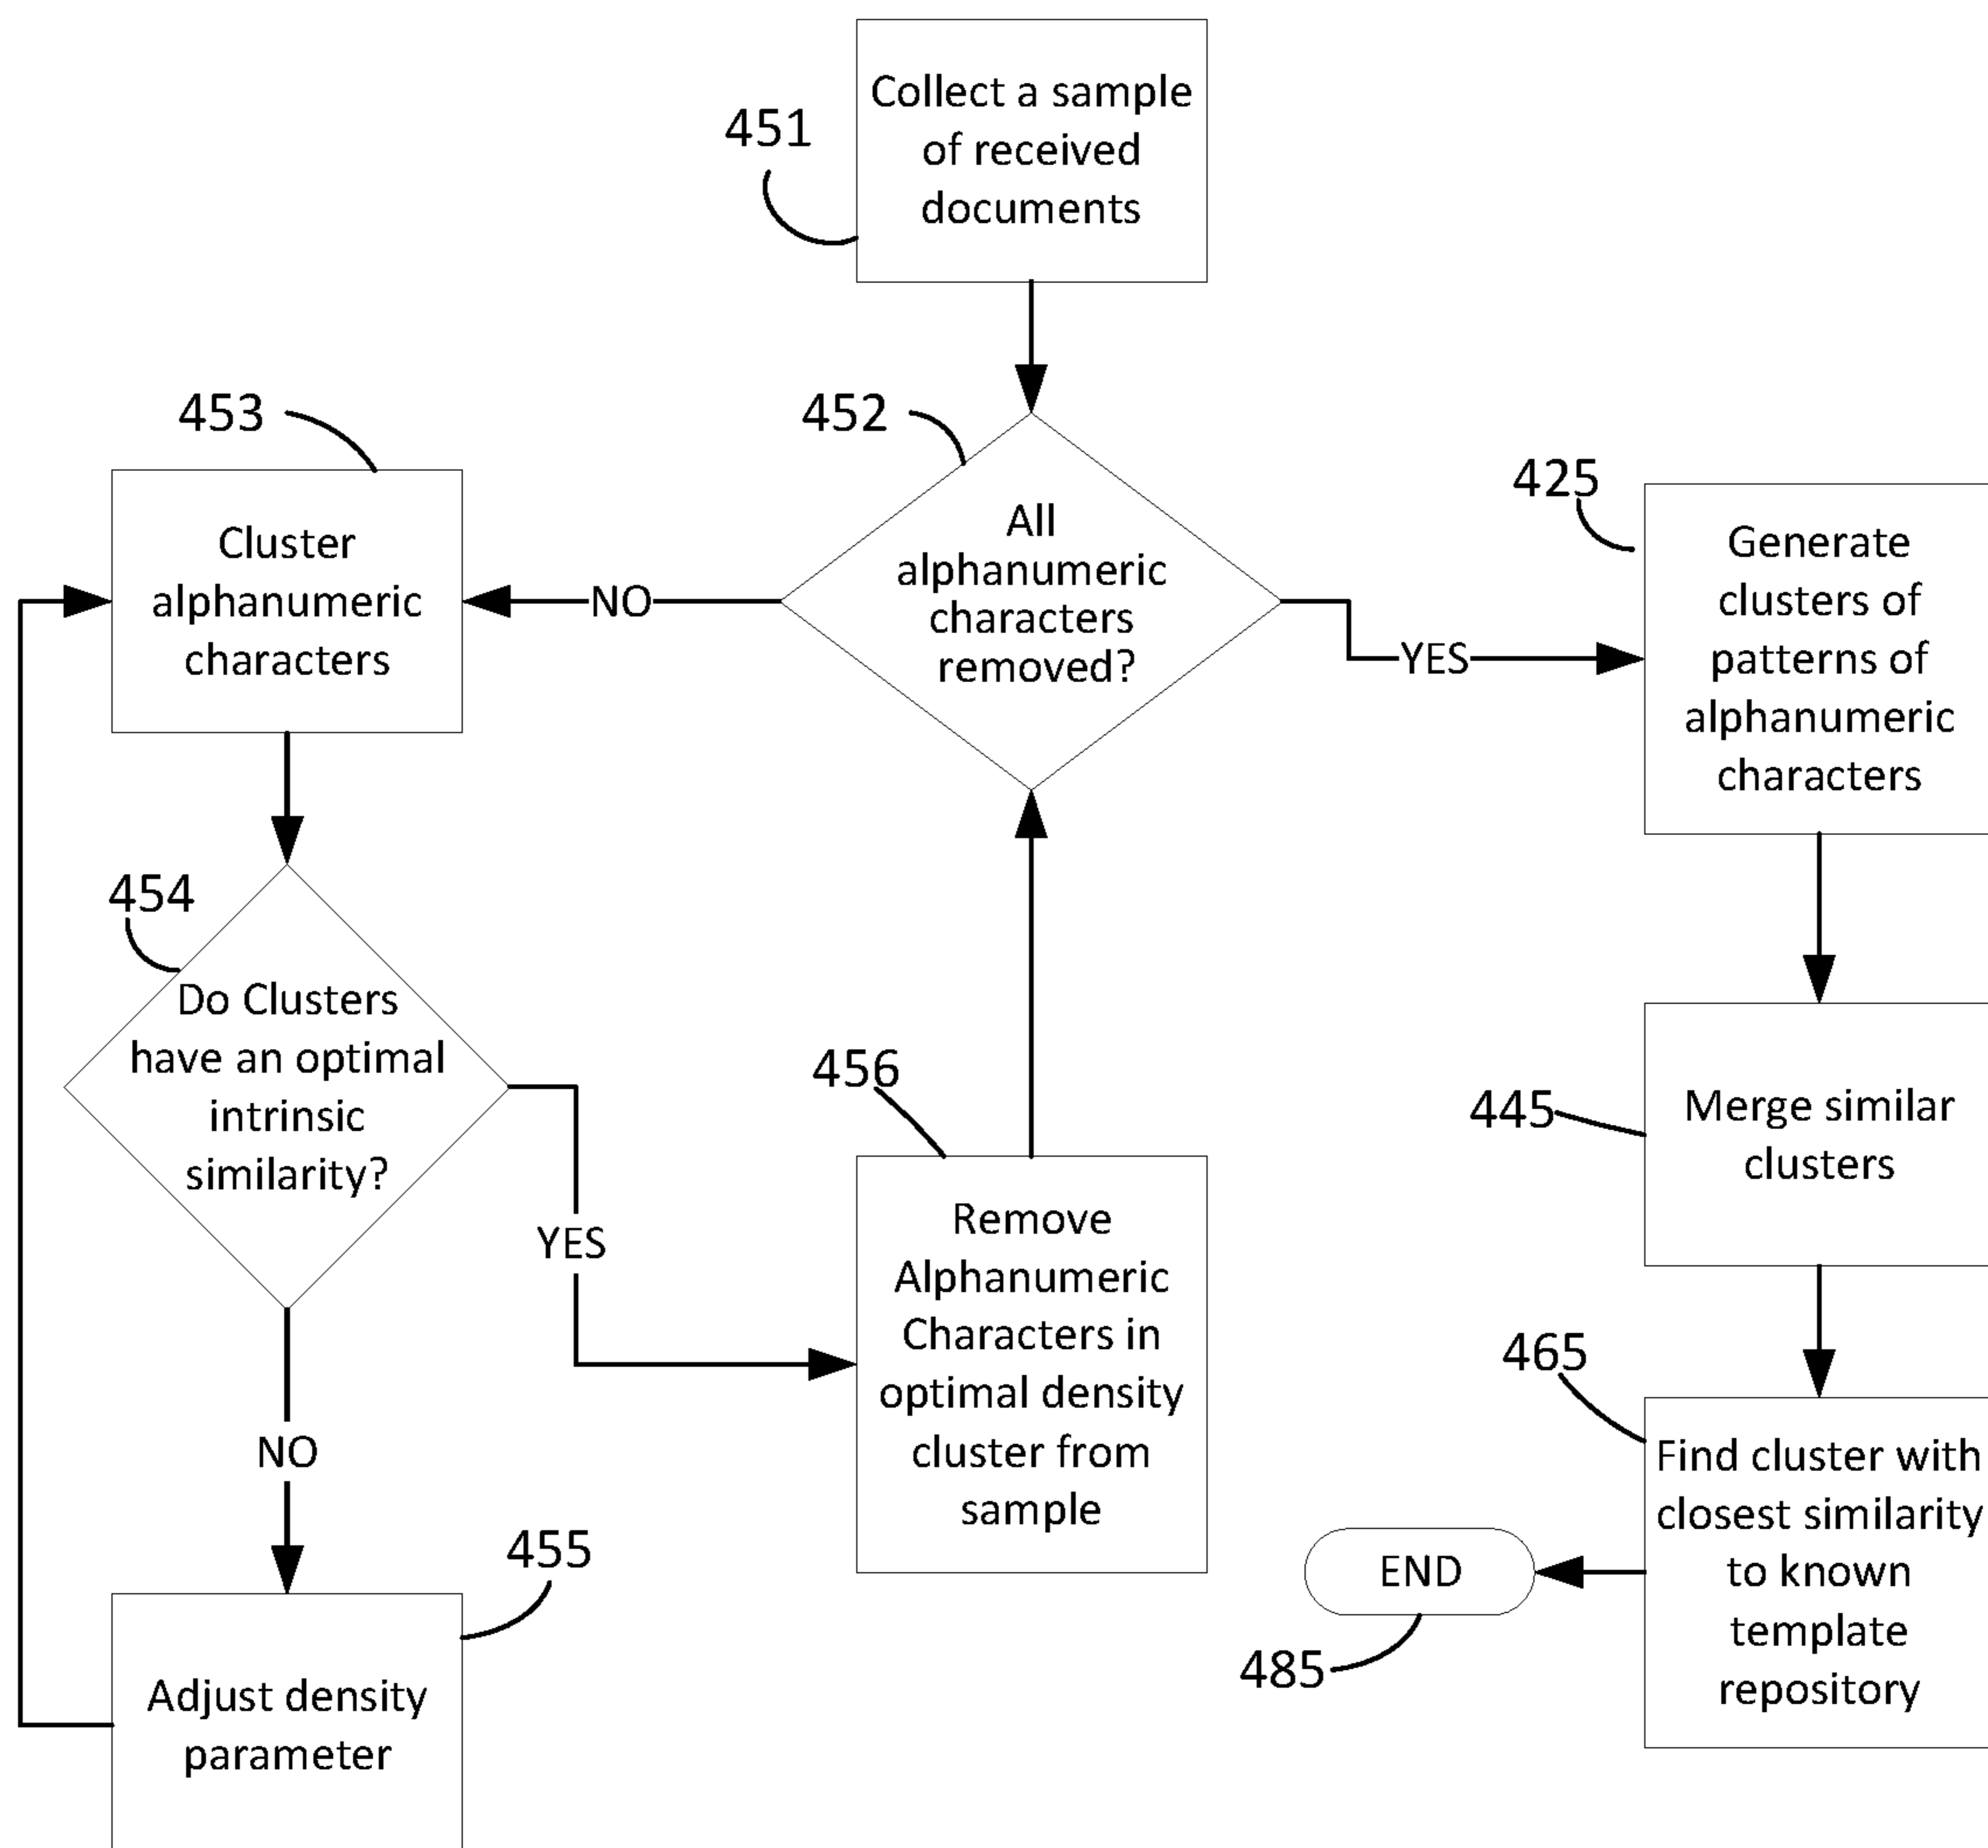 451
Collect a sample
of received
documents
452
All
alphanumeric
characters
removed?
NO
YES
453
Cluster
alphanumeric
characters
454
Do Clusters
have an optimal
intrinsic
similarity?
YES
NO
455
Adjust density
parameter
456
Remove
Alphanumeric
Characters in
optimal density
cluster from
sample
425
Generate
clusters of
patterns of
alphanumeric
characters
445
Merge similar
clusters
465
Find cluster with
closest similarity
to known
template
repository
END
485